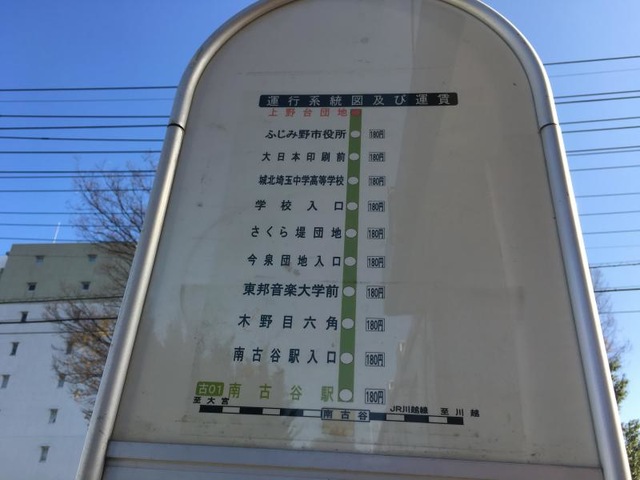 運行系統図及び運賃
上野台団地
ふじみ野市役所 180円
大日本印刷前 180円
城北埼玉中学高等学校 180円
学校入口 180円
さくら堤団地 180円
今泉団地入口 180円
東邦音楽大学前 180円
木野目六角 180円
南古谷駅入口 180円
古01 南古谷駅 180円
至大宮 南古谷 JR川越線 至川越